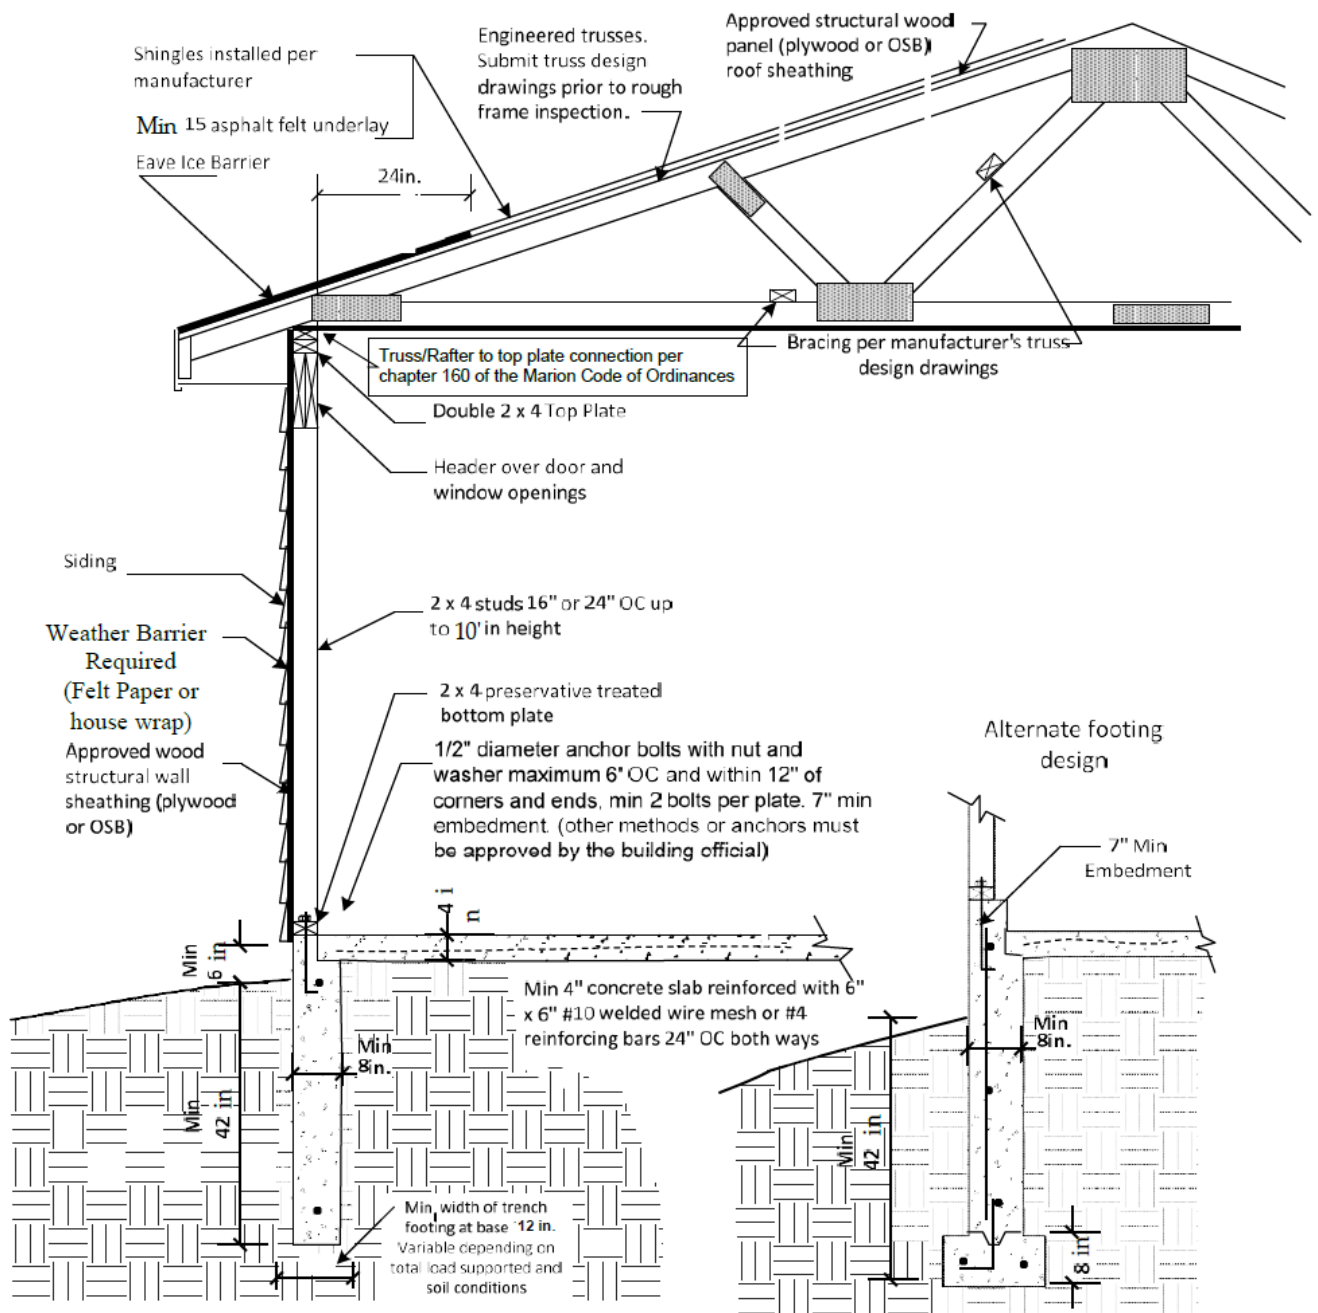 Shingles installed per
manufacturer
Min 15 asphalt felt underlay
Eave Ice Barrier
24in.
Engineered trusses.
Submit truss design
drawings prior to rough
frame inspection.
Approved structural wood
panel (plywood or OSB)
roof sheathing
Truss/Rafter to top plate connection per
chapter 160 of the Marion Code of Ordinances
Bracing per manufacturer's truss
design drawings
Double 2 x 4 Top Plate
Header over door and
window openings
Siding
2 x 4 studs 16" or 24" OC up
to 10' in height
Weather Barrier
Required
(Felt Paper or
house wrap)
Approved wood
structural wall
sheathing (plywood
or OSB)
2 x 4 preservative treated
bottom plate
1/2" diameter anchor bolts with nut and
washer maximum 6' OC and within 12" of
corners and ends, min 2 bolts per plate. 7" min
embedment. (other methods or anchors must
be approved by the building official)
Alternate footing
design
7" Min
Embedment
4 i
n
Min
6 in
Min 4" concrete slab reinforced with 6"
x 6" #10 welded wire mesh or #4
reinforcing bars 24" OC both ways
Min
8in.
Min
42 in
Min
8in.
Min
42 in
Min width of trench
footing at base 12 in.
Variable depending on
total load supported and
soil conditions
8 in